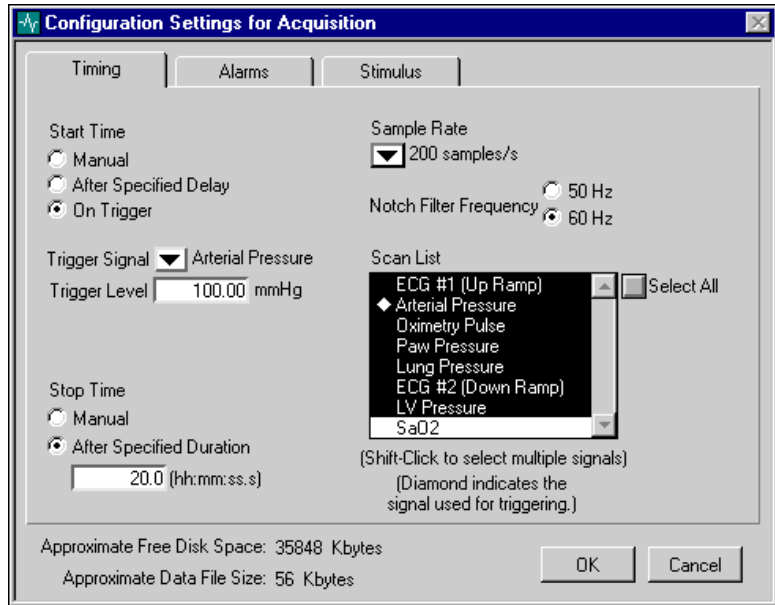 Configuration Settings for Acquisition
Timing
Alarms
Stimulus
Start Time
Manual
After Specified Delay
On Trigger
Trigger Signal Arterial Pressure
Trigger Level 100.00 mmHg
Stop Time
Manual
After Specified Duration
20.0 (hh:mm:ss.s)
Sample Rate
200 samples/s
Notch Filter Frequency
50 Hz
60 Hz
Scan List
ECG #1 (Up Ramp)
Arterial Pressure
Oximetry Pulse
Paw Pressure
Lung Pressure
ECG #2 (Down Ramp)
LV Pressure
SaO2
Select All
(Shift-Click to select multiple signals)
(Diamond indicates the
signal used for triggering.)
Approximate Free Disk Space: 35848 Kbytes
Approximate Data File Size: 56 Kbytes
OK
Cancel